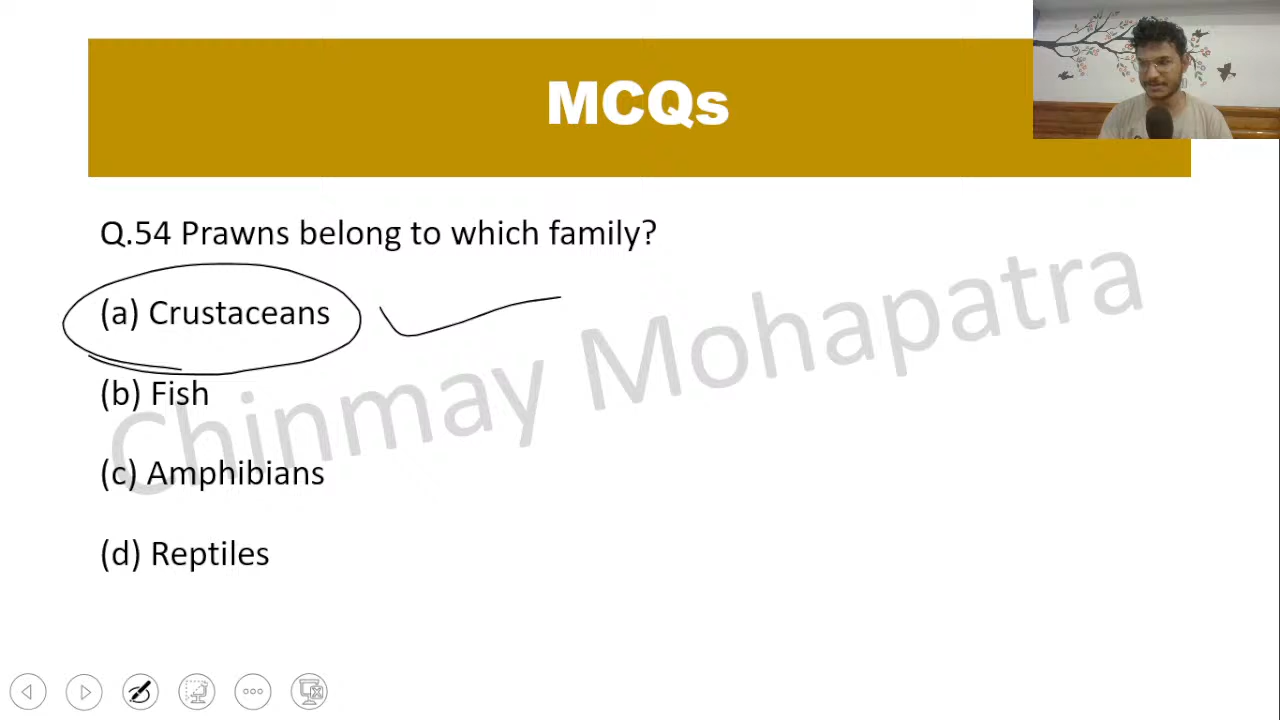 MCQs
Q.54 Prawns belong to which family?
(a) Crustaceans
(b) Fish
(c) Amphibians
(d) Reptiles
Chinmay Mohapatra